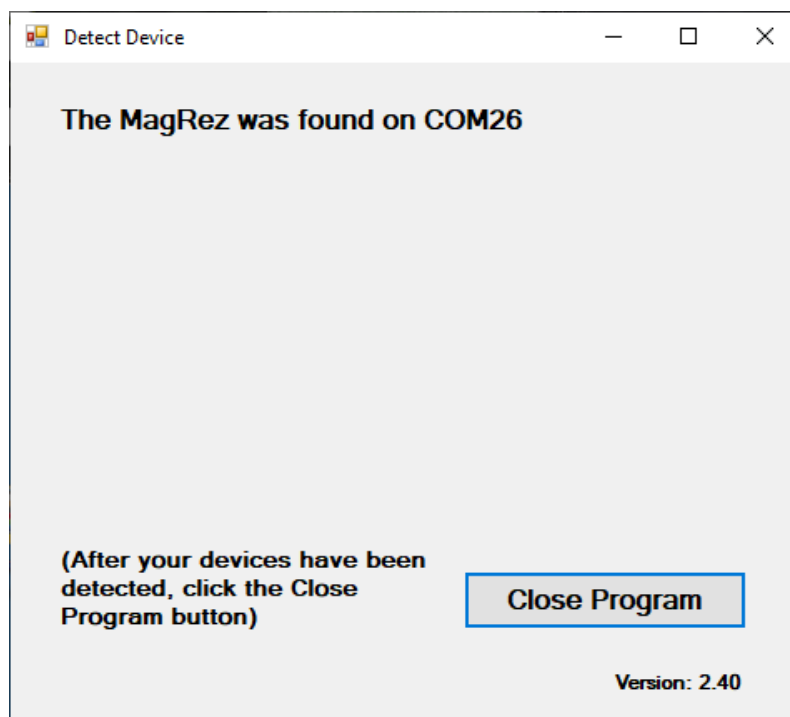 Detect Device
The MagRez was found on COM26
(After your devices have been
detected, click the Close
Program button)
Close Program
Version: 2.40